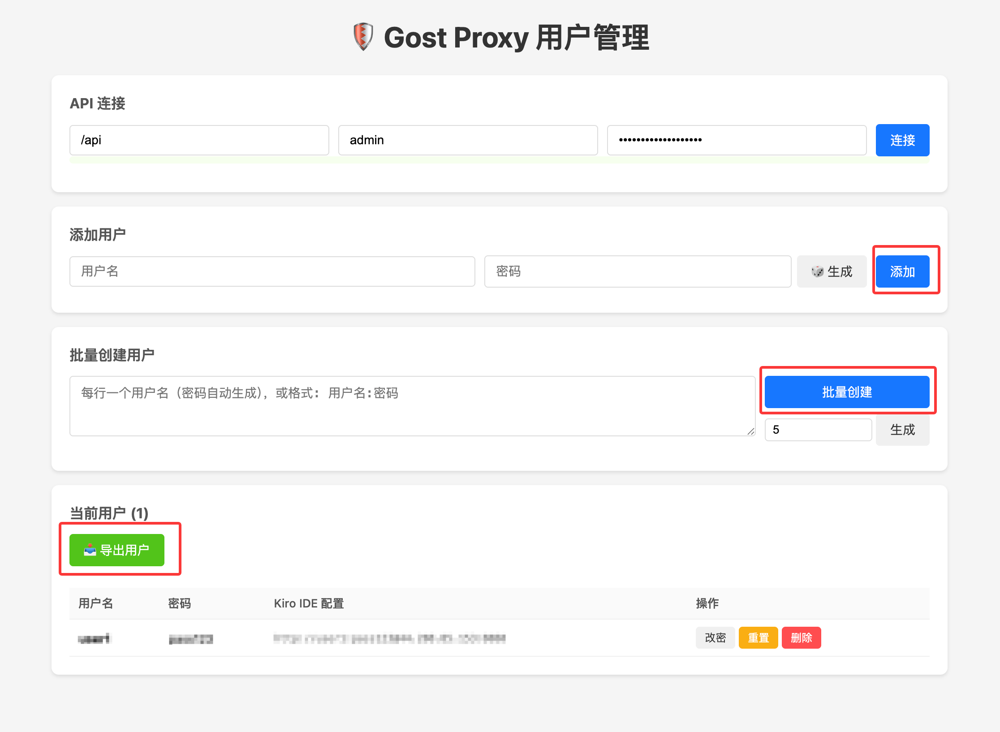 Gost Proxy 用户管理
API 连接
/api
admin
••••••••••••••••••• 
连接
添加用户
用户名
密码
生成
添加
批量创建用户
每行一个用户名（密码自动生成），或格式： 用户名:密码
批量创建
5
生成
当前用户 (1)
导出用户
用户名 密码 Kiro IDE 配置 操作
改密 重置 删除